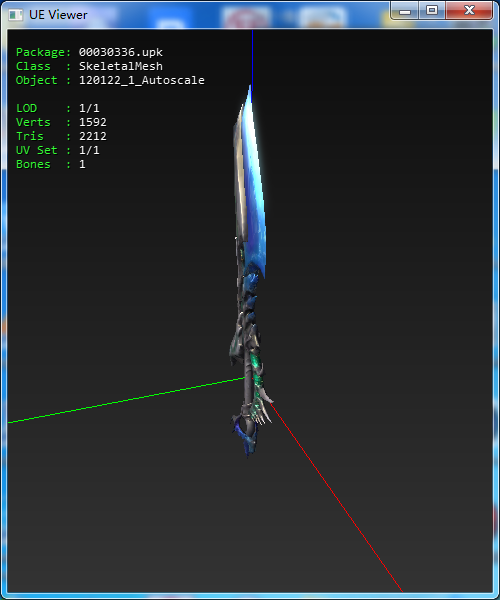 UE Viewer
Package: 00030336.upk
Class : SkeletalMesh
Object : 120122_1_Autoscale
LOD : 1/1
Verts : 1592
Tris : 2212
UV Set : 1/1
Bones : 1